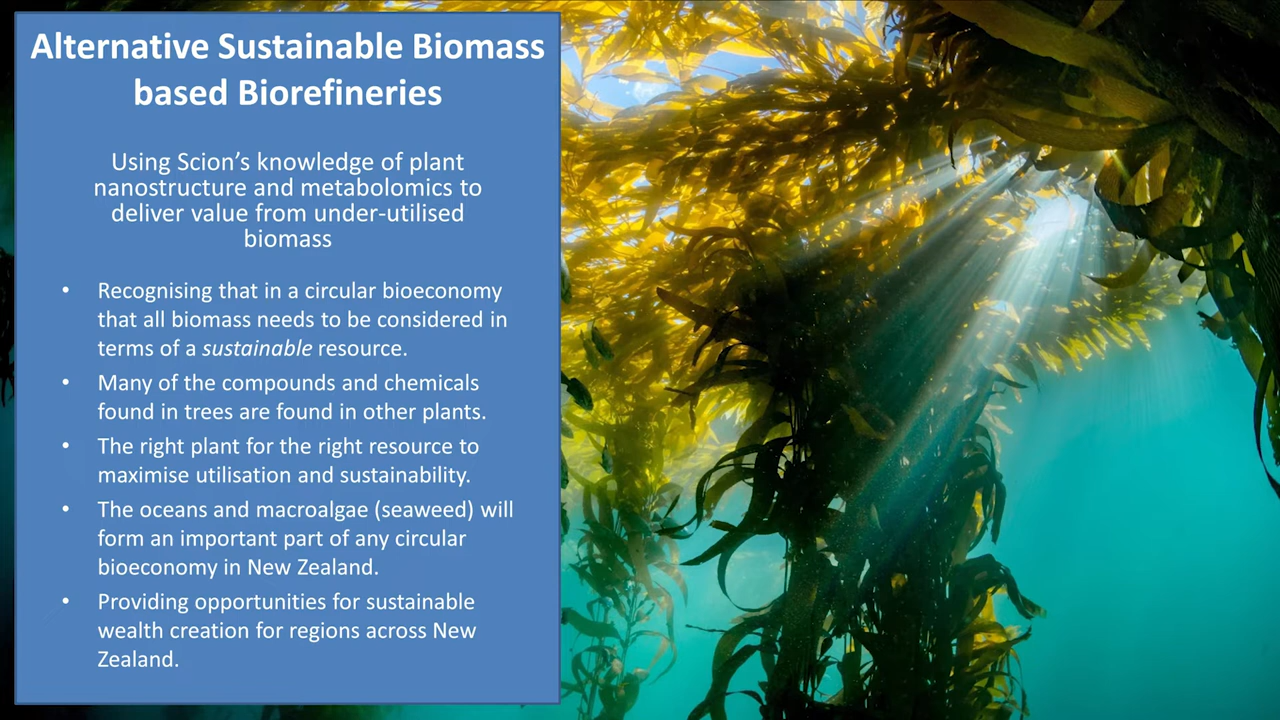 Alternative Sustainable Biomass
based Biorefineries
Using Scion's knowledge of plant
nanostructure and metabolomics to
deliver value from under-utilised
biomass
• Recognising that in a circular bioeconomy
that all biomass needs to be considered in
terms of a sustainable resource.
• Many of the compounds and chemicals
found in trees are found in other plants.
• The right plant for the right resource to
maximise utilisation and sustainability.
• The oceans and macroalgae (seaweed) will
form an important part of any circular
bioeconomy in New Zealand.
• Providing opportunities for sustainable
wealth creation for regions across New
Zealand.